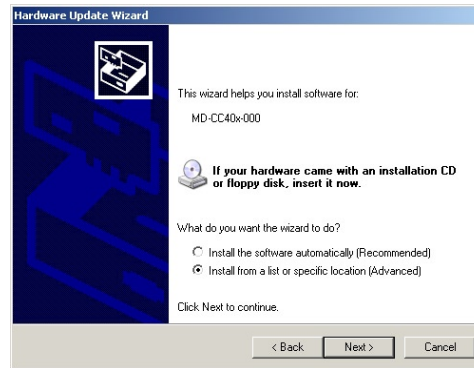 Hardware Update Wizard
This wizard helps you install software for:
MD-CC40x-000
If your hardware came with an installation CD
or floppy disk, insert it now.
What do you want the wizard to do?
Install the software automatically (Recommended)
Install from a list or specific location (Advanced)
Click Next to continue.
< Back Next > Cancel